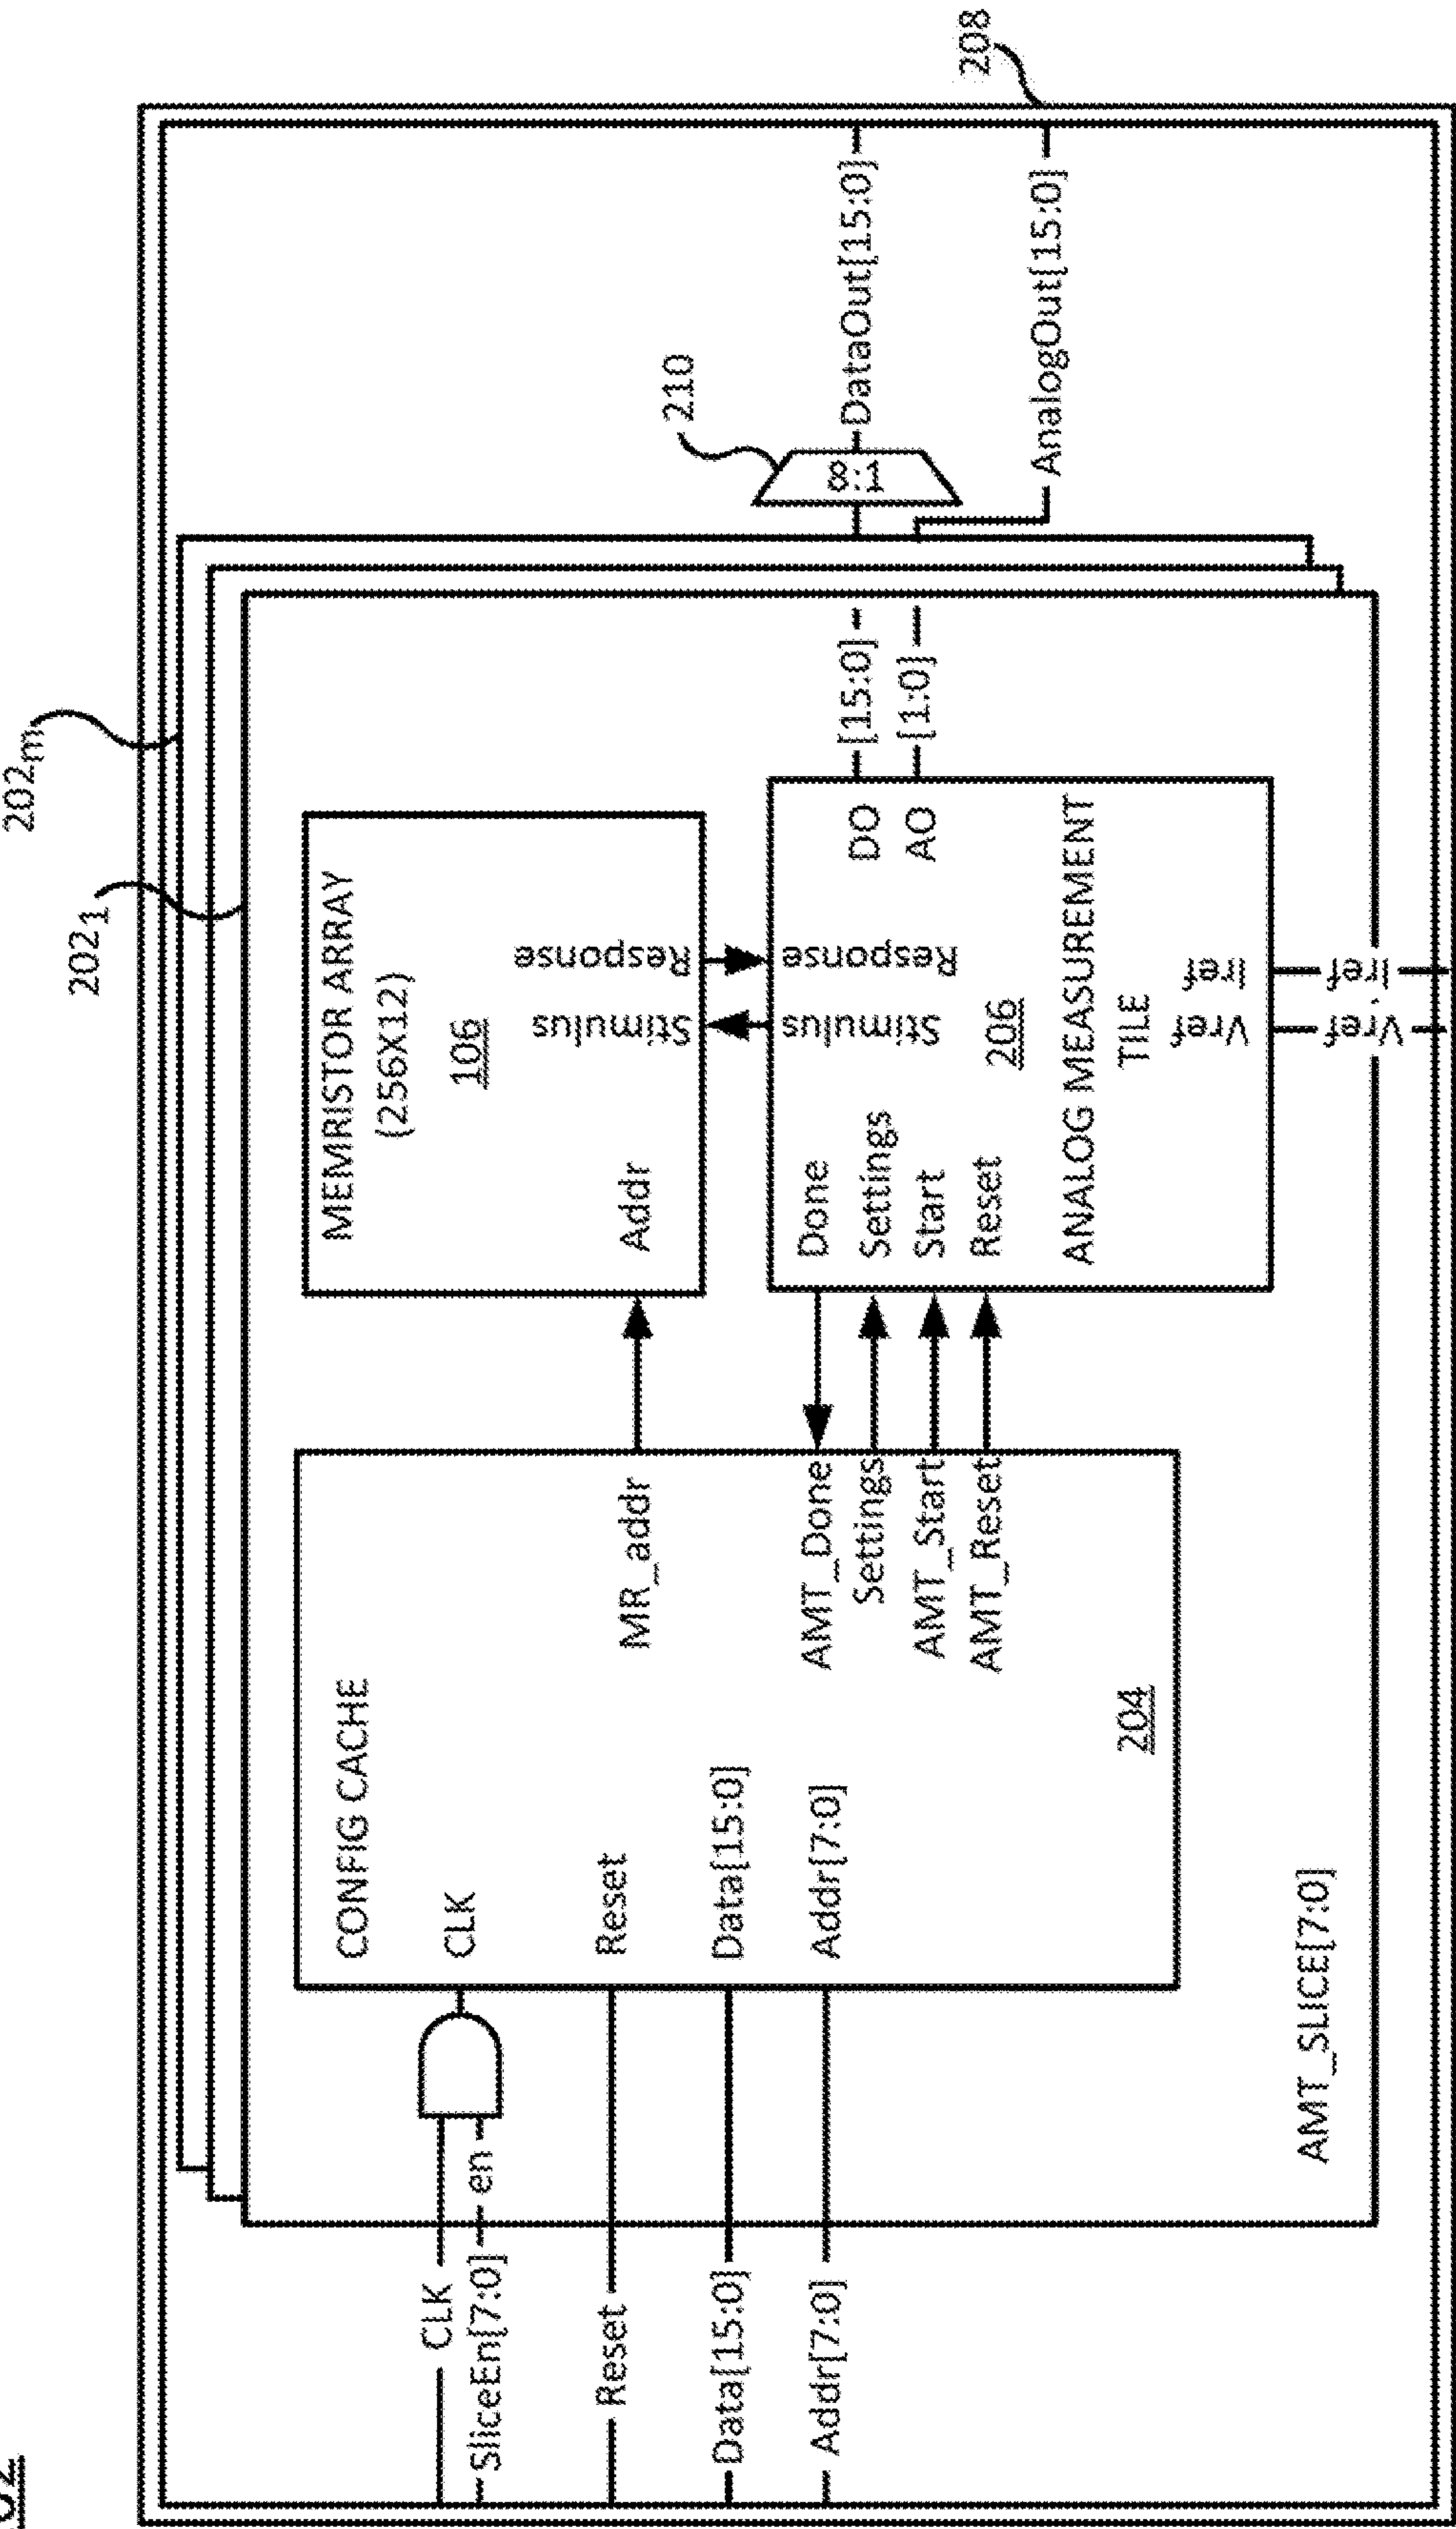 202ₘ
202₁
208
210
CLK
SliceEn[7:0]
en
Reset
Data[15:0]
Addr[7:0]
CONFIG CACHE
CLK
Reset
Data[15:0]
Addr[7:0]
MR_addr
AMT_Done
Settings
AMT_Start
AMT_Reset
204
MEMRISTOR ARRAY
(256X12)
106
Addr
Stimulus
Response
Stimulus
Response
Done
Settings
Start
Reset
206
DO
AO
ANALOG MEASUREMENT
TILE
Vref
Iref
Vref
Iref
[15:0]
[1:0]
8:1
DataOut[15:0]
AnalogOut[15:0]
AMT_SLICE[7:0]